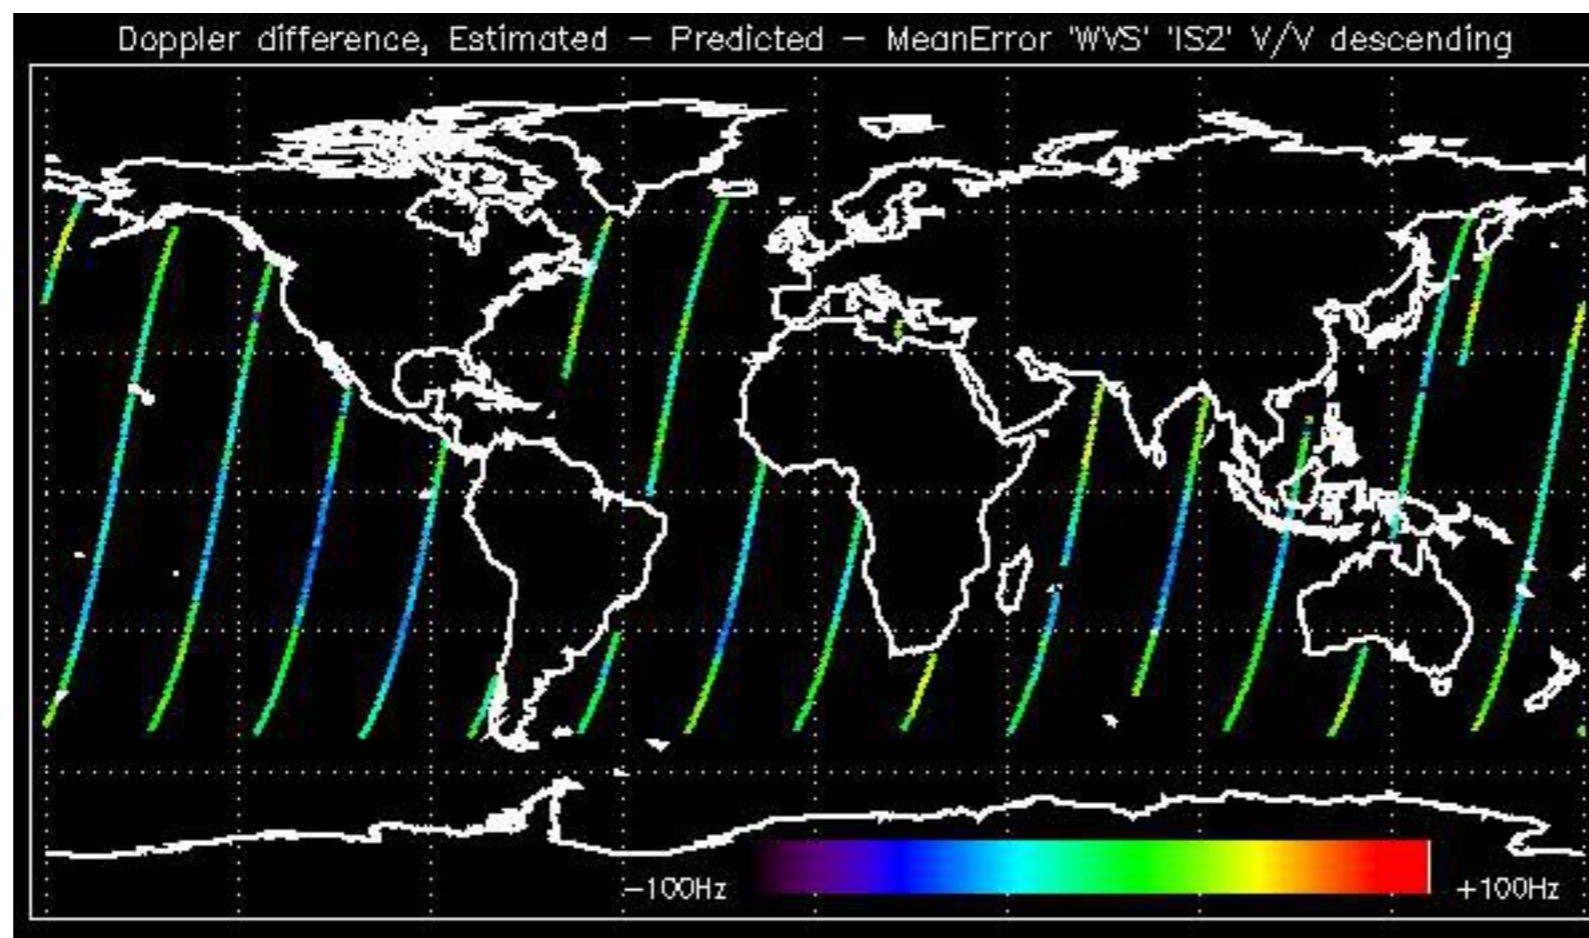 Doppler difference, Estimated – Predicted – MeanError 'WVS' 'IS2' V/V descending
–100Hz
+100Hz